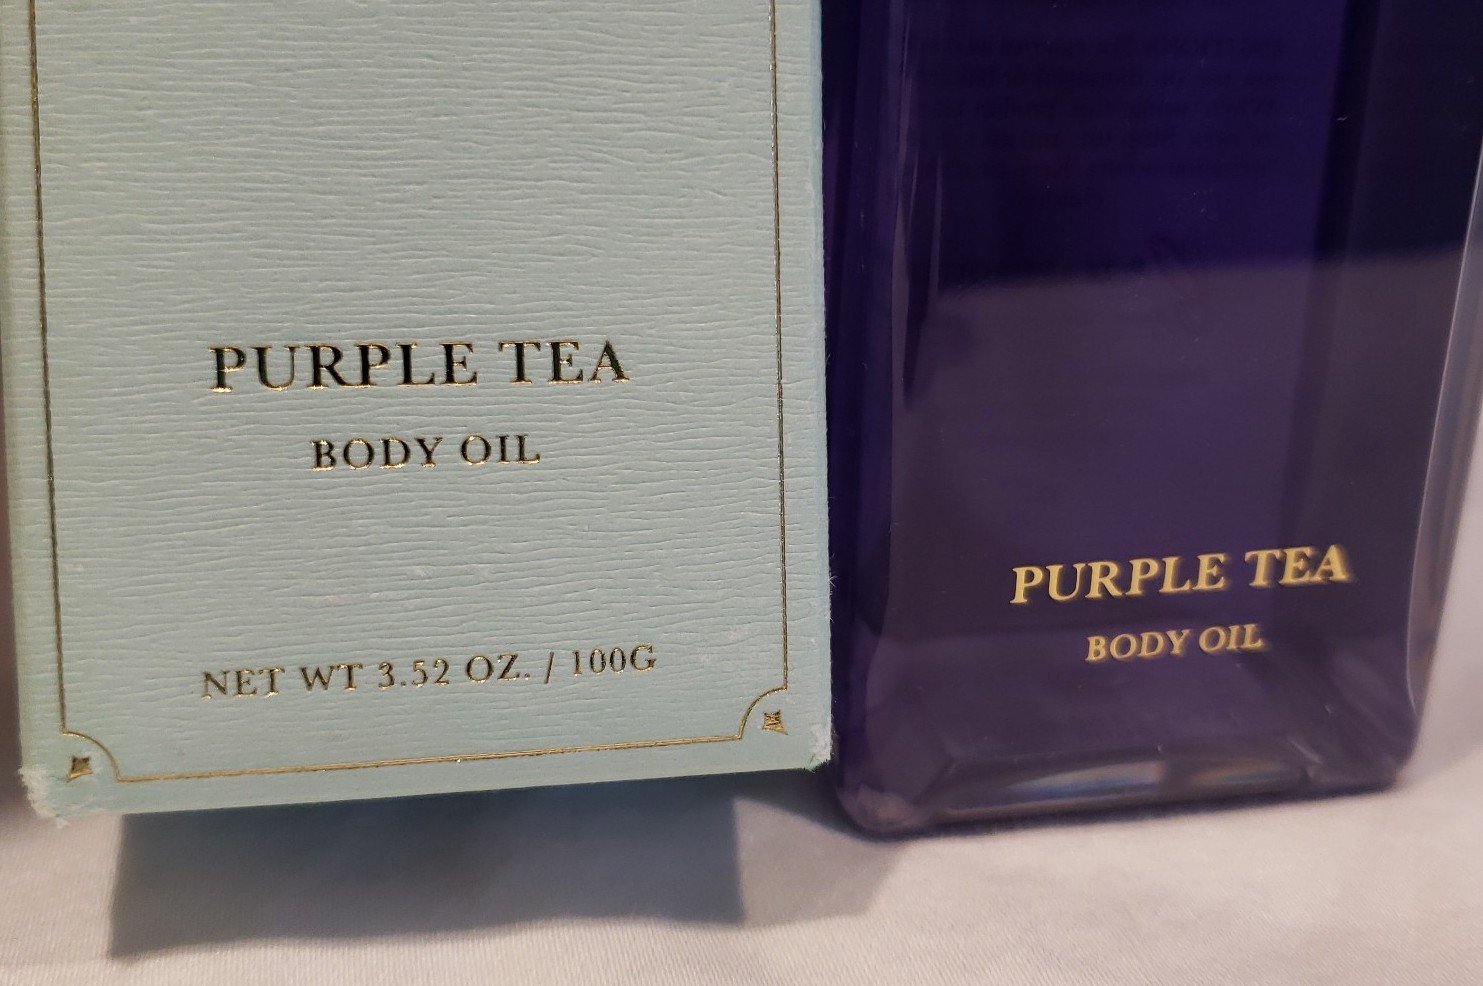 PURPLE TEA
BODY OIL
NET WT 3.52 OZ. / 100G
PURPLE TEA
BODY OIL